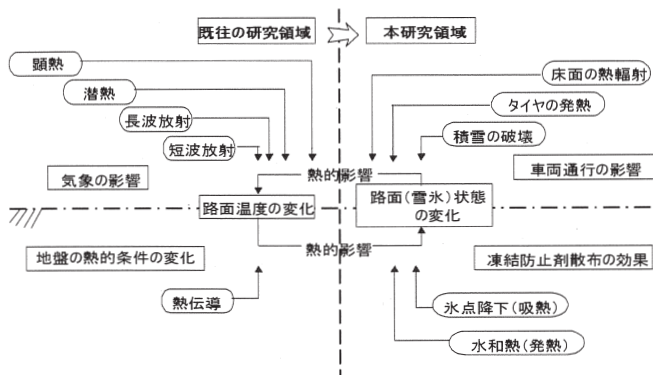 既往の研究領域
本研究領域
顕熱
潜熱
長波放射
短波放射
床面の熱輻射
タイヤの発熱
積雪の破壊
気象の影響
車両通行の影響
熱的影響
路面温度の変化
路面(雪氷)状態
の変化
熱的影響
地盤の熱的条件の変化
凍結防止剤散布の効果
熱伝導
氷点降下(吸熱)
水和熱(発熱)